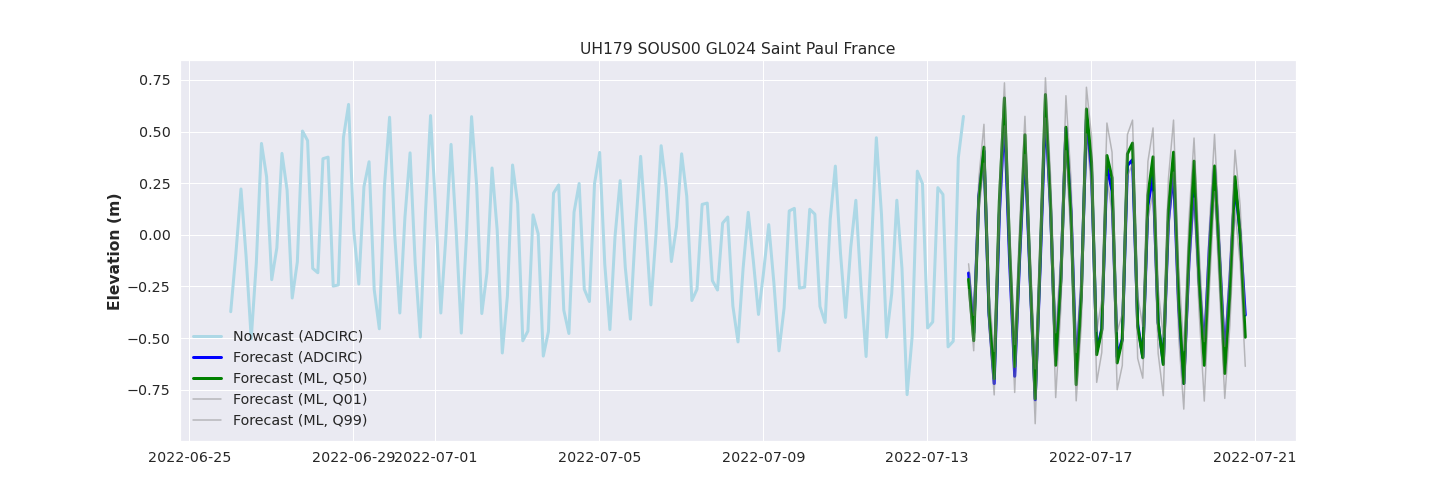 UH179 SOUS00 GL024 Saint Paul France
Elevation (m)
0.75
0.50
0.25
0.00
−0.25
−0.50
−0.75
Nowcast (ADCIRC)
Forecast (ADCIRC)
Forecast (ML, Q50)
Forecast (ML, Q01)
Forecast (ML, Q99)
2022-06-25 2022-06-29 2022-07-01 2022-07-05 2022-07-09 2022-07-13 2022-07-17 2022-07-21